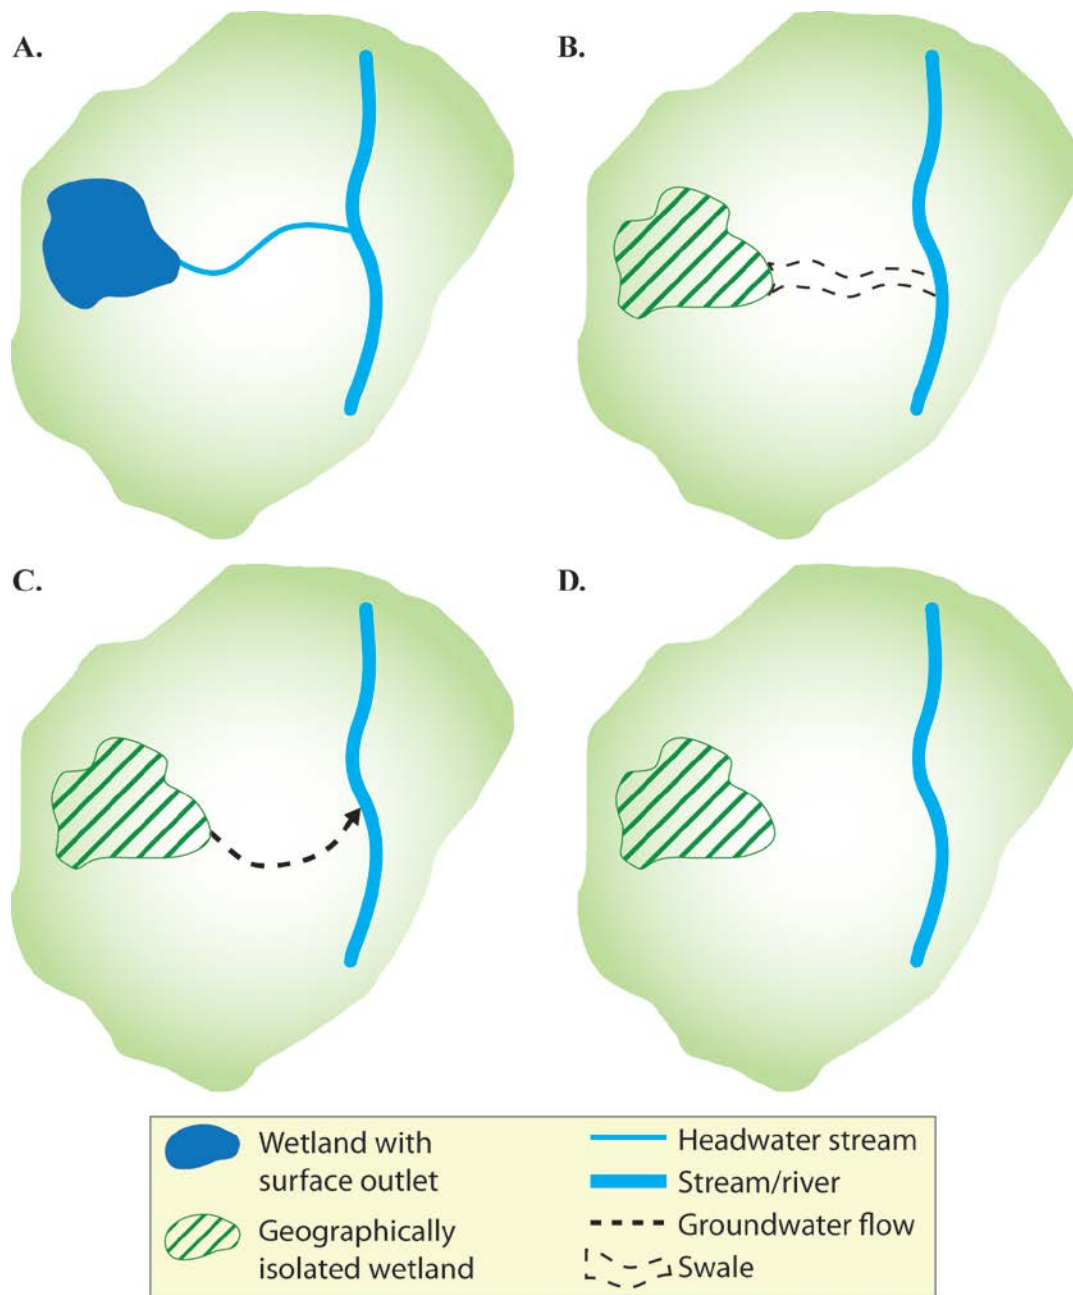 A.
B.
C.
D.
Wetland with
surface outlet
Geographically
isolated wetland
Headwater stream
Stream/river
Groundwater flow
Swale